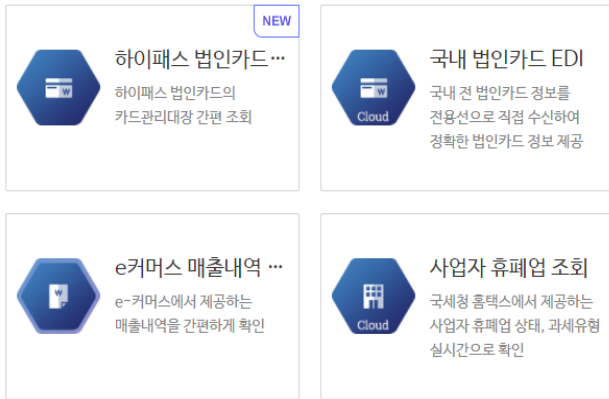 NEW
하이패스 법인카드…
하이패스 법인카드의
카드관리대장 간편 조회
국내 법인카드 EDI
국내 전 법인카드 정보를
전용선으로 직접 수신하여
정확한 법인카드 정보 제공
W
Cloud
e커머스 매출내역 …
e-커머스에서 제공하는
매출내역을 간편하게 확인
W
사업자 휴폐업 조회
국세청 홈택스에서 제공하는
사업자 휴폐업 상태, 과세유형
실시간으로 확인
Cloud